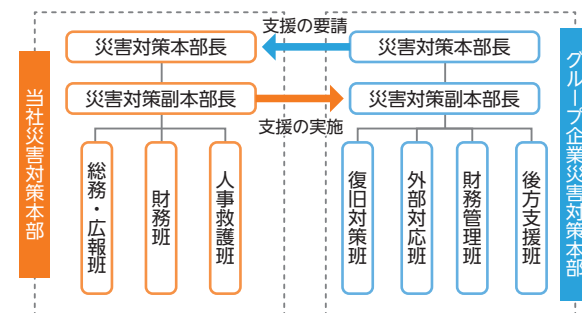 支援の要請
災害対策本部長
災害対策本部長
災害対策副本部長
災害対策副本部長
支援の実施
当社災害対策本部
総務・広報班
財務班
人事救護班
復旧対策班
外部対応班
財務管理班
後方支援班
グループ企業災害対策本部